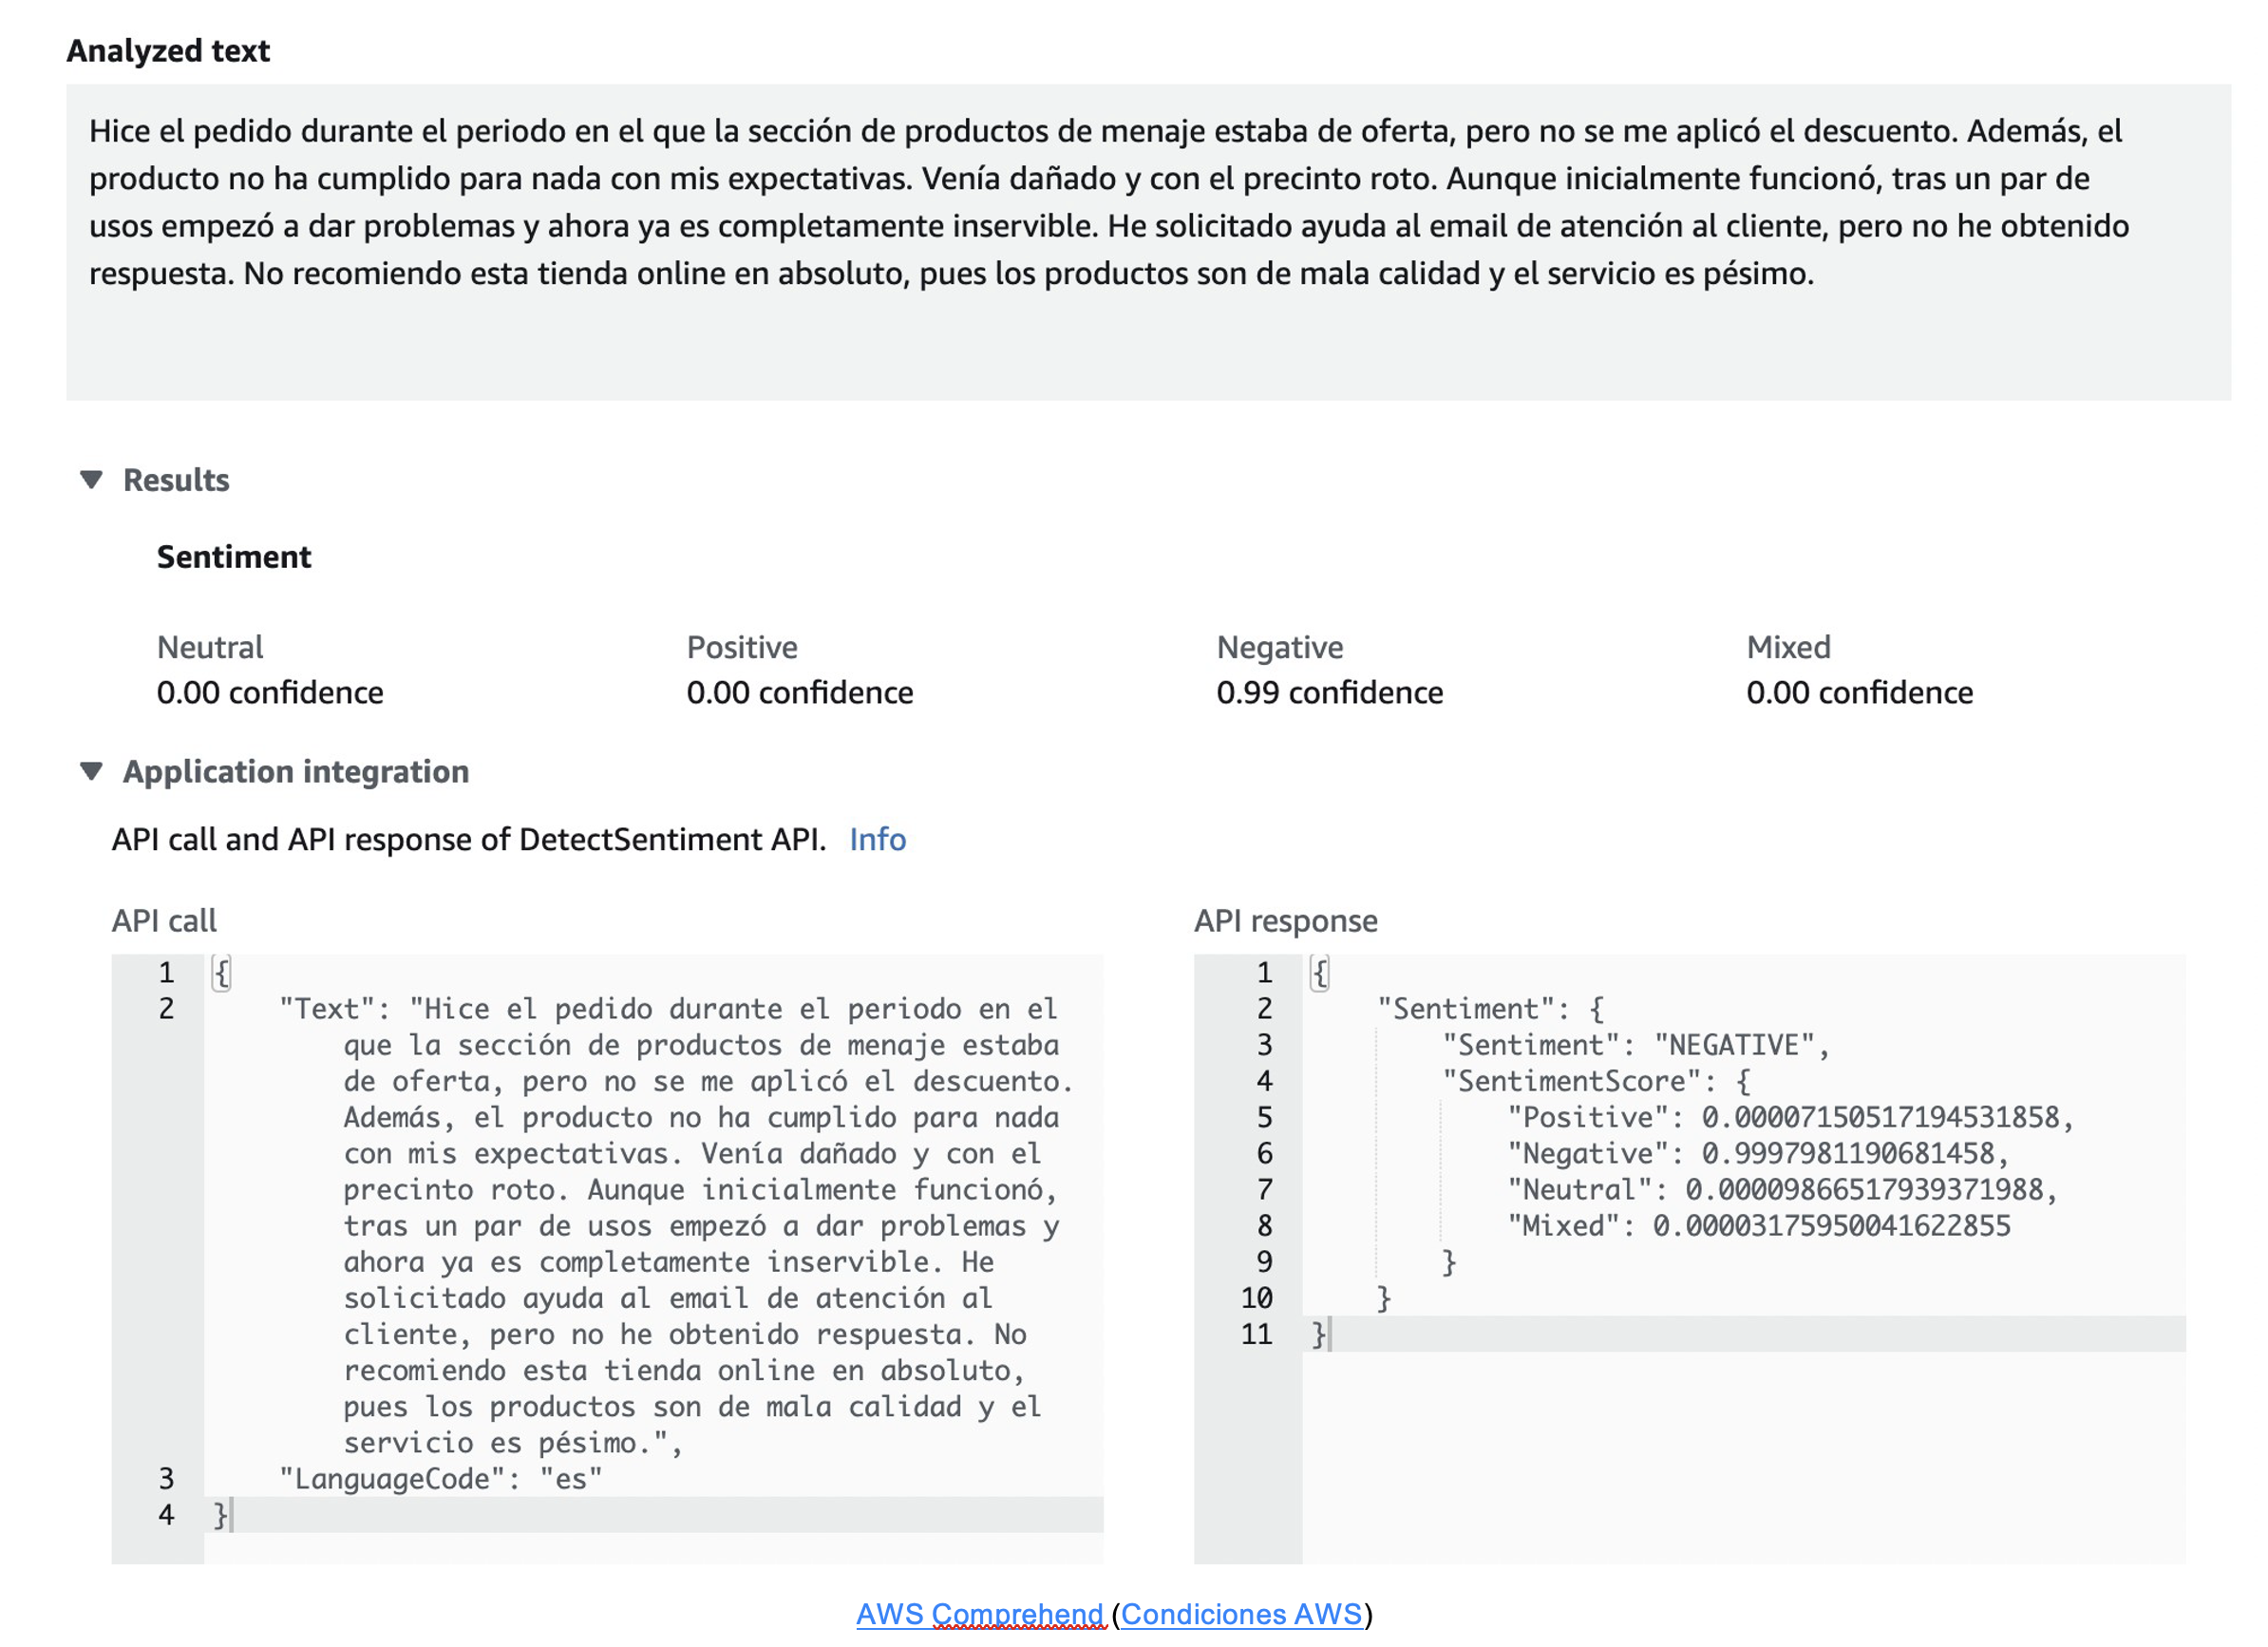 Analyzed text
Hice el pedido durante el periodo en el que la sección de productos de menaje estaba de oferta, pero no se me aplicó el descuento. Además, el
producto no ha cumplido para nada con mis expectativas. Venía dañado y con el precinto roto. Aunque inicialmente funcionó, tras un par de
usos empezó a dar problemas y ahora ya es completamente inservible. He solicitado ayuda al email de atención al cliente, pero no he obtenido
respuesta. No recomiendo esta tienda online en absoluto, pues los productos son de mala calidad y el servicio es pésimo.
▼ Results
Sentiment
Neutral Positive Negative Mixed
0.00 confidence 0.00 confidence 0.99 confidence 0.00 confidence
▼ Application integration
API call and API response of DetectSentiment API. Info
API call
1 {
2 "Text": "Hice el pedido durante el periodo en el
que la sección de productos de menaje estaba
de oferta, pero no se me aplicó el descuento.
Además, el producto no ha cumplido para nada
con mis expectativas. Venía dañado y con el
precinto roto. Aunque inicialmente funcionó,
tras un par de usos empezó a dar problemas y
ahora ya es completamente inservible. He
solicitado ayuda al email de atención al
cliente, pero no he obtenido respuesta. No
recomiendo esta tienda online en absoluto,
pues los productos son de mala calidad y el
servicio es pésimo.",
3 "LanguageCode": "es"
4 }
API response
1 {
2 "Sentiment": {
3 "Sentiment": "NEGATIVE",
4 "SentimentScore": {
5 "Positive": 0.00007150517194531858,
6 "Negative": 0.9997981190681458,
7 "Neutral": 0.00009866517939371988,
8 "Mixed": 0.00003175950041622855
9 }
10 }
11 }
AWS Comprehend (Condiciones AWS)